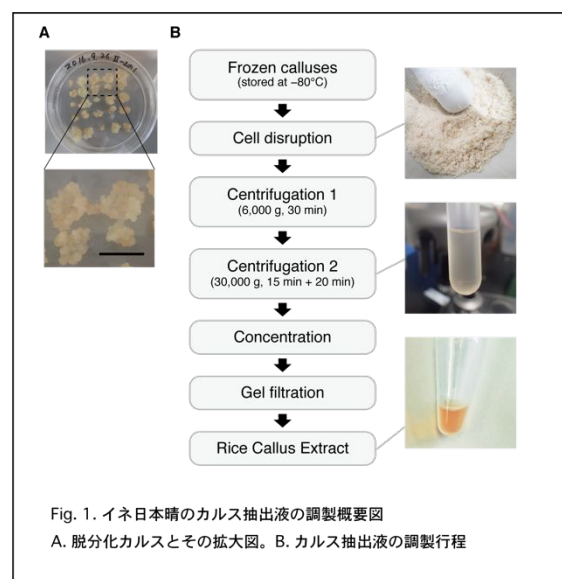 A
B
Frozen calluses
(stored at −80°C)
Cell disruption
Centrifugation 1
(6,000 g, 30 min)
Centrifugation 2
(30,000 g, 15 min + 20 min)
Concentration
Gel filtration
Rice Callus Extract
Fig. 1. イネ日本晴のカルス抽出液の調製概要図
A. 脱分化カルスとその拡大図。B. カルス抽出液の調製行程